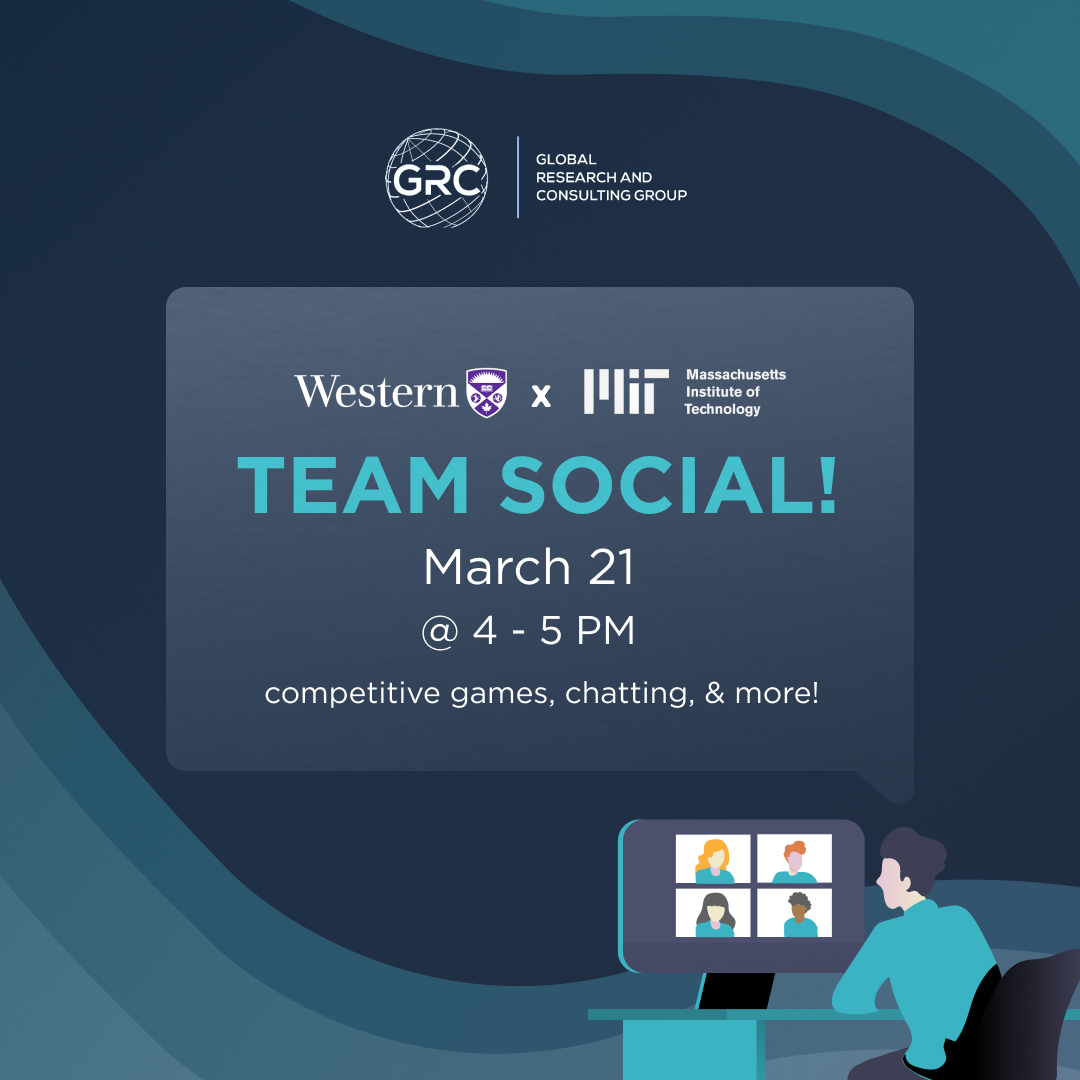 GRC
GLOBAL
RESEARCH AND
CONSULTING GROUP
Western x MIT
Massachusetts
Institute of
Technology
TEAM SOCIAL!
March 21
@ 4 - 5 PM
competitive games, chatting, & more!